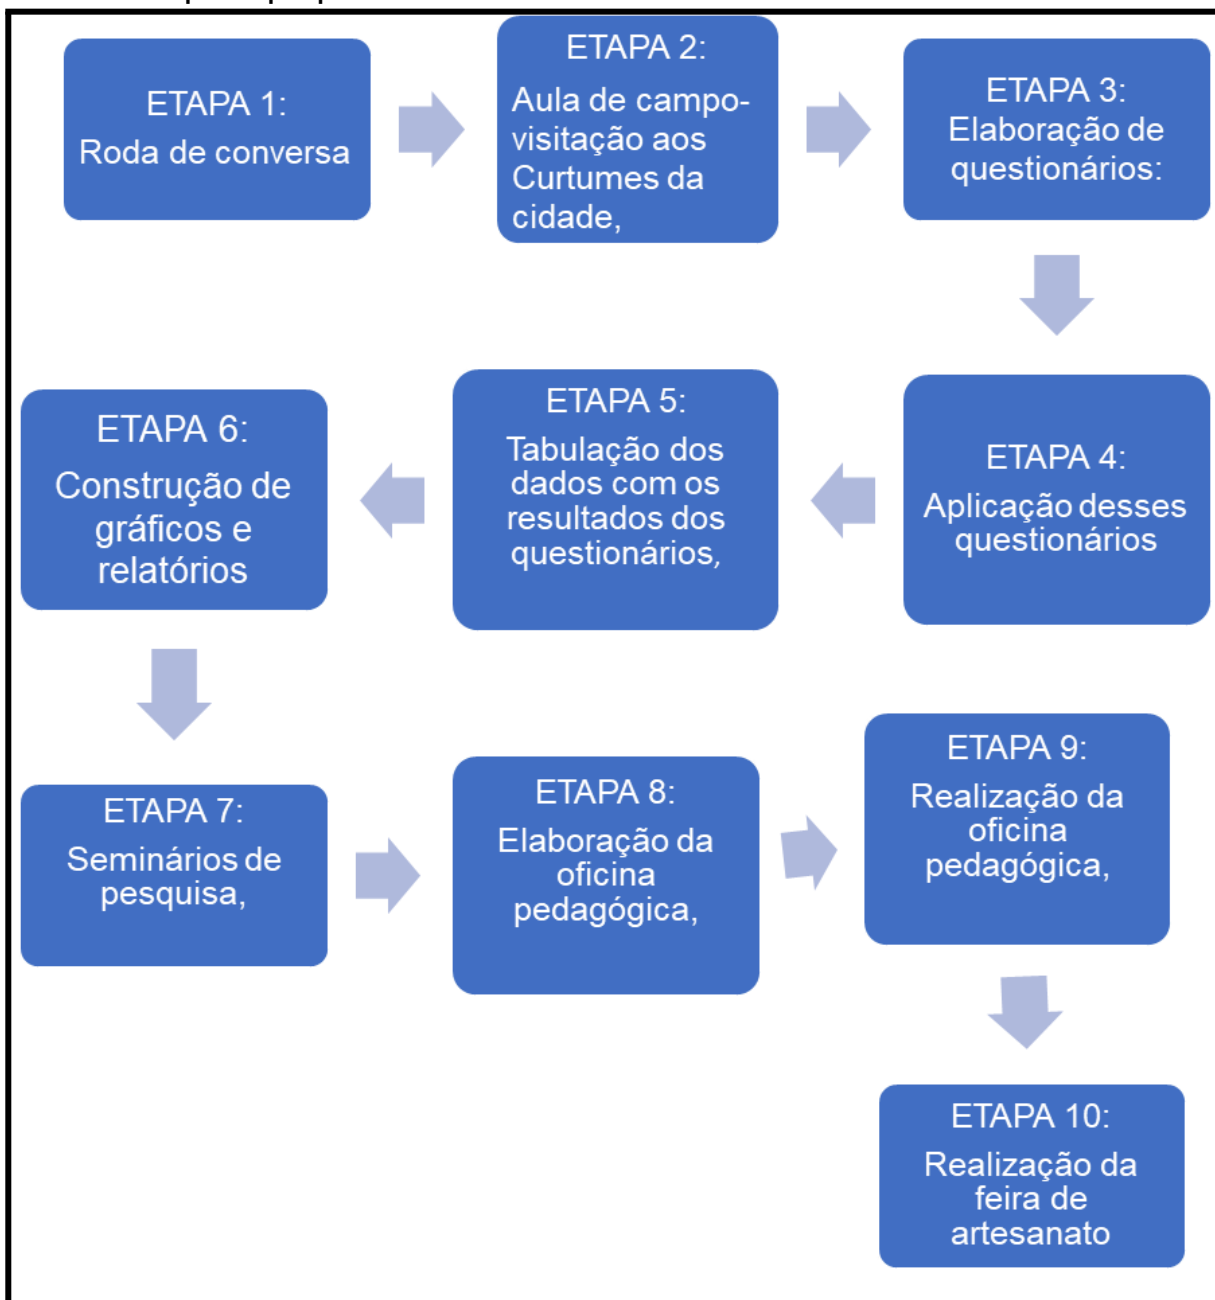 ETAPA 1:
Roda de conversa
ETAPA 2:
Aula de campo-
visitação aos
Curtumes da
cidade,
ETAPA 3:
Elaboração de
questionários:
ETAPA 4:
Aplicação desses
questionários
ETAPA 5:
Tabulação dos
dados com os
resultados dos
questionários,
ETAPA 6:
Construção de
gráficos e
relatórios
ETAPA 7:
Seminários de
pesquisa,
ETAPA 8:
Elaboração da
oficina
pedagógica,
ETAPA 9:
Realização da
oficina
pedagógica,
ETAPA 10:
Realização da
feira de
artesanato